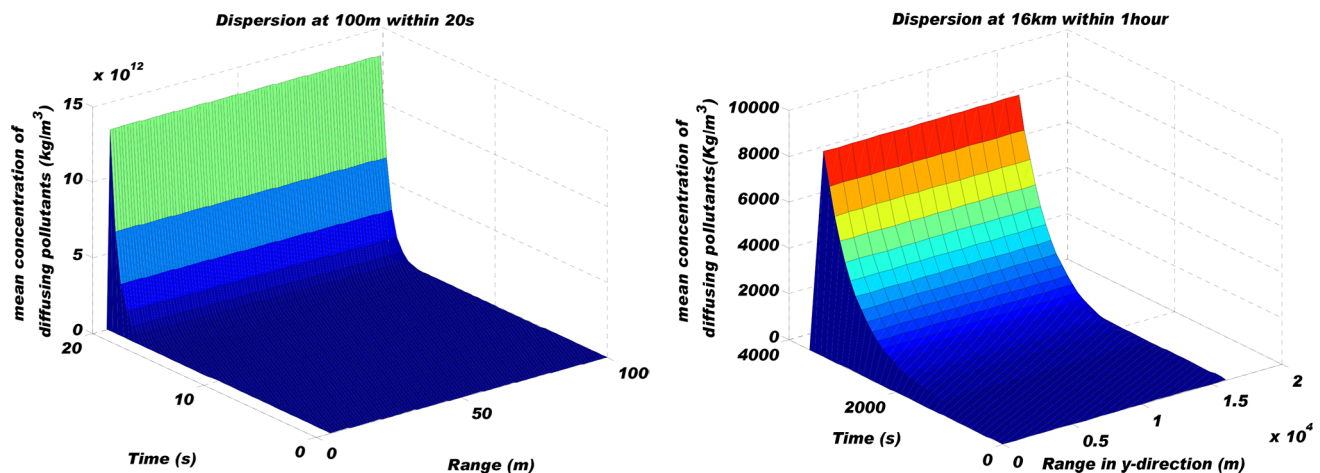 Dispersion at 100m within 20s
x 10^12
mean concentration of
diffusing pollutants (kg/m^3)
15
10
5
0
20
10
0
Time (s)
0
50
100
Range (m)
Dispersion at 16km within 1hour
mean concentration of
diffusing pollutants(Kg/m^3)
10000
8000
6000
4000
2000
0
4000
2000
0
Time (s)
0
0.5
1
1.5
2
x 10^4
Range in y-direction (m)